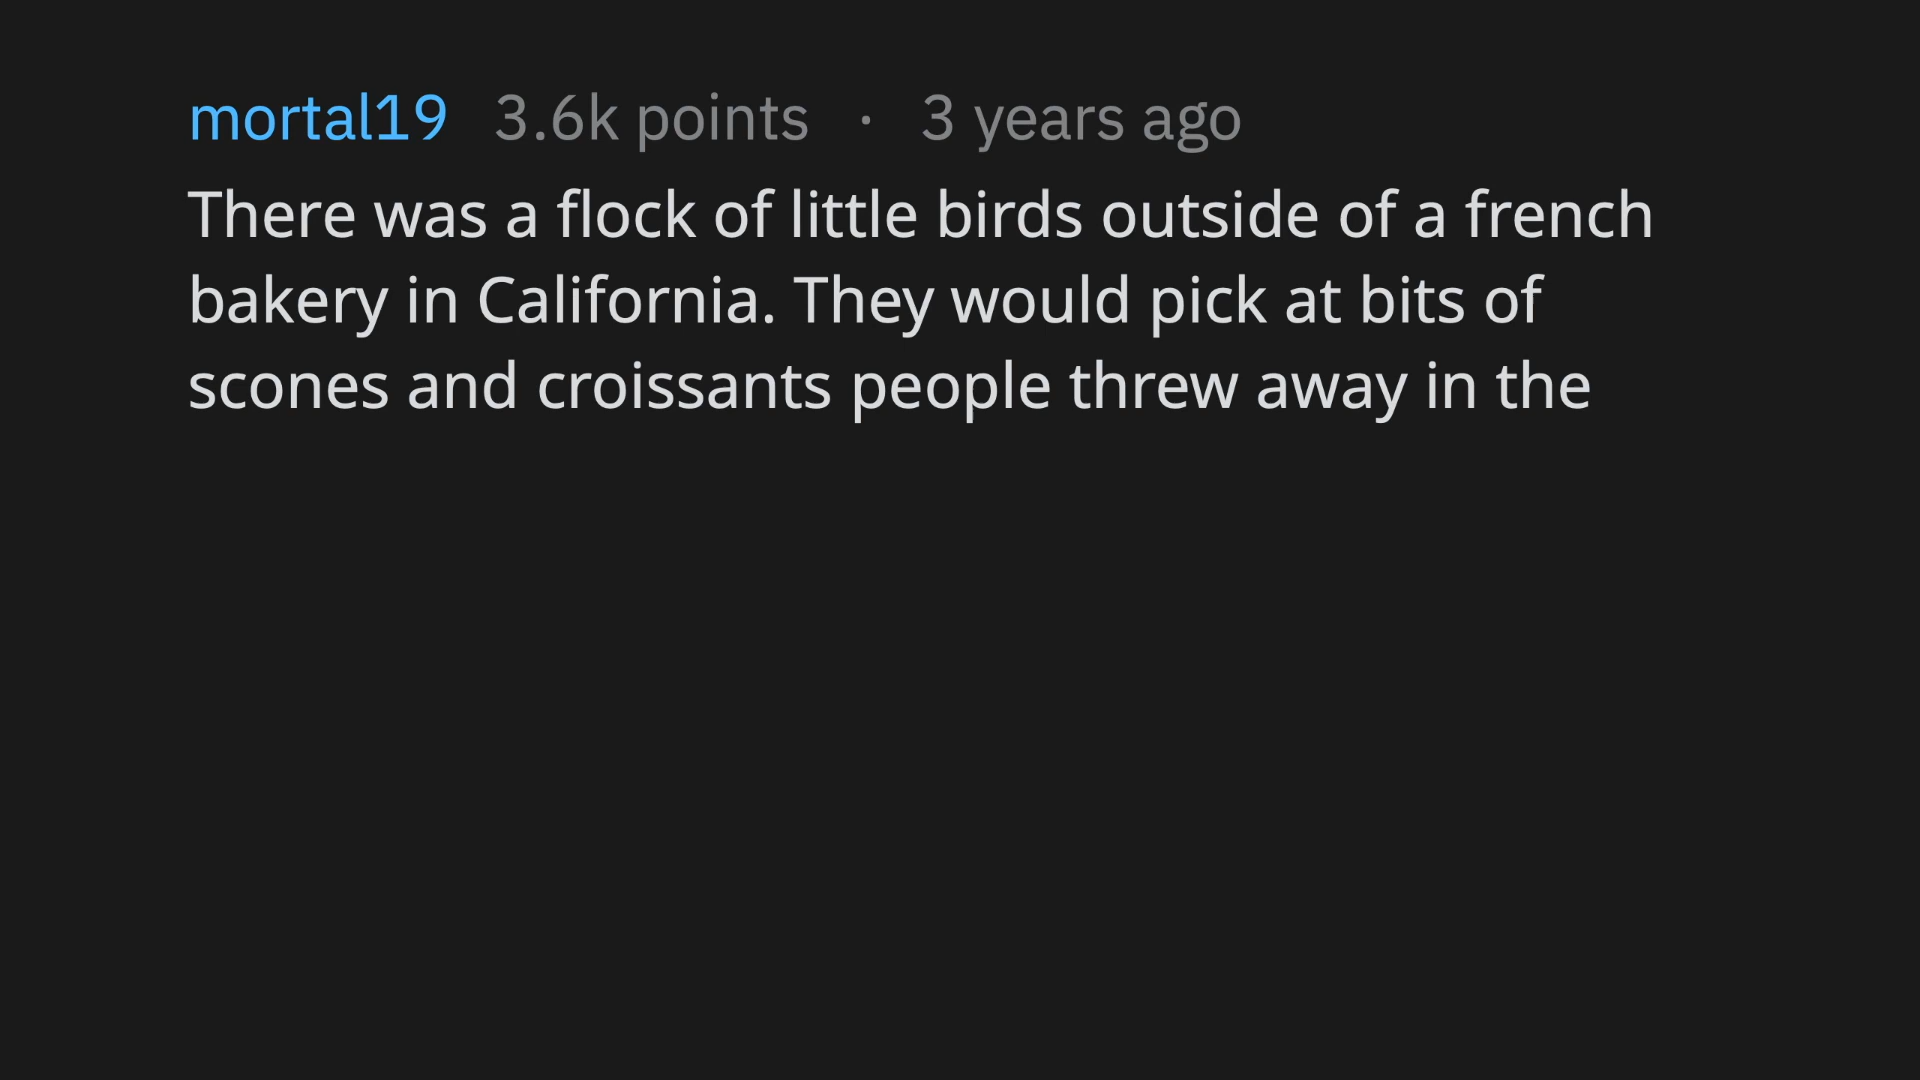 mortal19 3.6k points · 3 years ago
There was a flock of little birds outside of a french
bakery in California. They would pick at bits of
scones and croissants people threw away in the